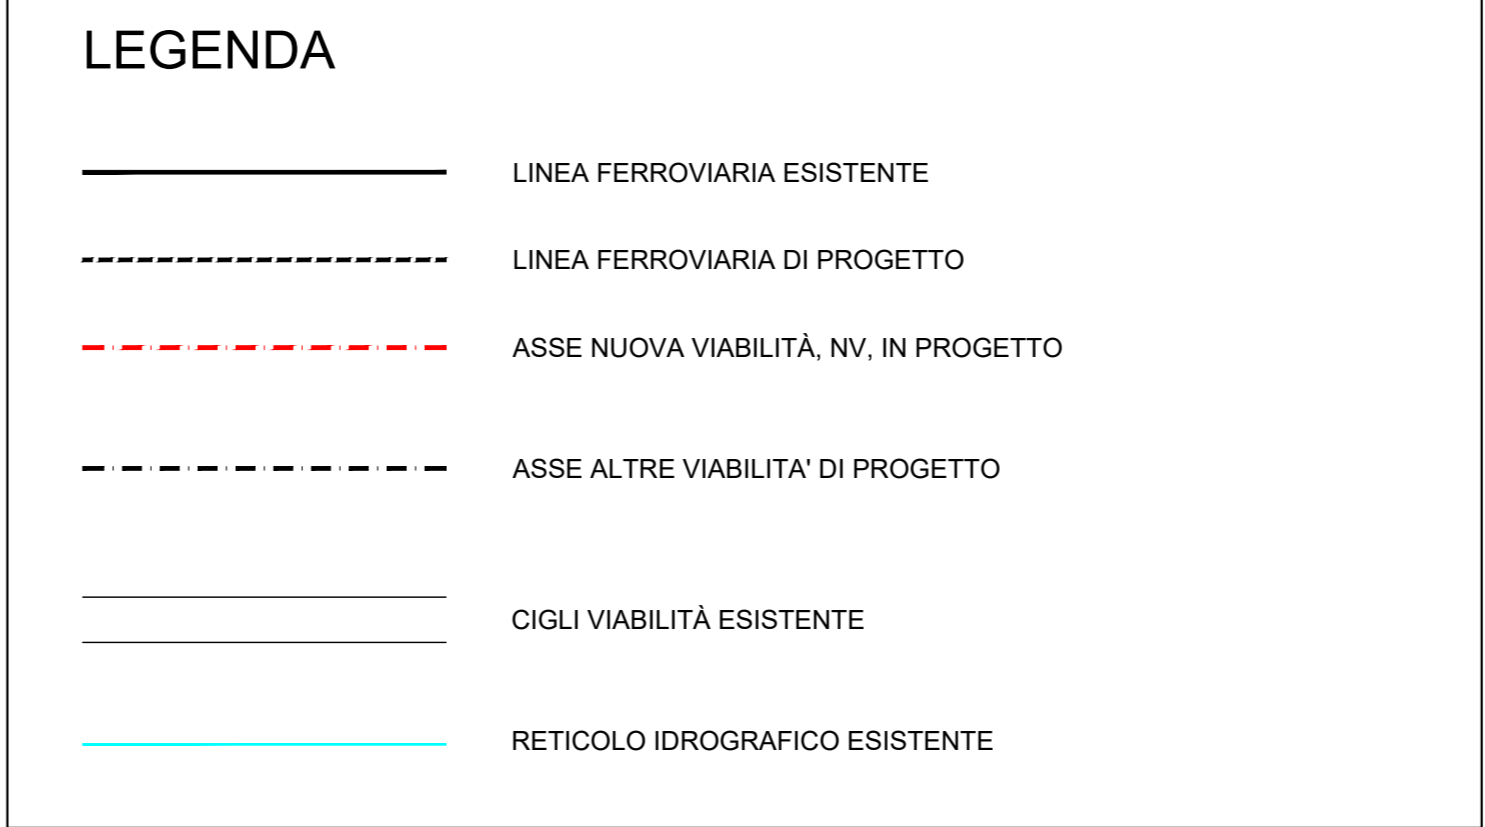 LEGENDA
LINEA FERROVIARIA ESISTENTE
LINEA FERROVIARIA DI PROGETTO
ASSE NUOVA VIABILITÀ, NV, IN PROGETTO
ASSE ALTRE VIABILITA' DI PROGETTO
CIGLI VIABILITÀ ESISTENTE
RETICOLO IDROGRAFICO ESISTENTE